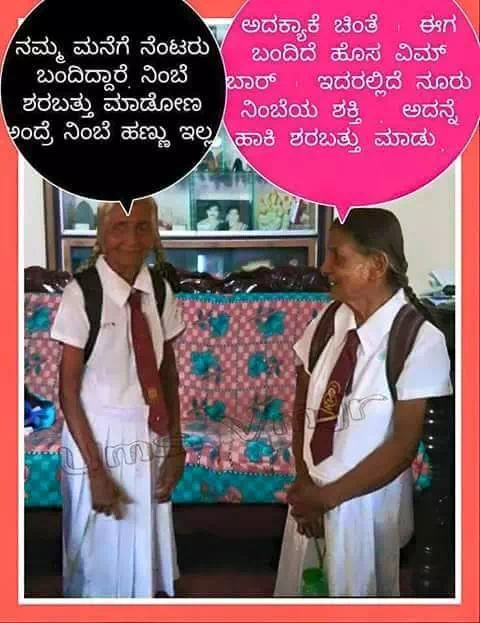 ನಮ್ಮ ಮನೆಗೆ ನೆಂಟರು
ಬಂದಿದ್ದಾರೆ. ನಿಂಬೆ
ಶರಬತ್ತು ಮಾಡೋಣ
ಅಂದ್ರೆ ನಿಂಬೆ ಹಣ್ಣು ಇಲ್ಲ
ಅದಕ್ಯಾಕೆ ಚಿಂತೆ । ಈಗ
ಬಂದಿದೆ ಹೊಸ ವಿಮ್
ಬಾರ್ । ಇದರಲ್ಲಿದೆ ನೂರು
ನಿಂಬೆಯ ಶಕ್ತಿ . ಅದನ್ನೆ
ಹಾಕಿ ಶರಬತ್ತು ಮಾಡು .